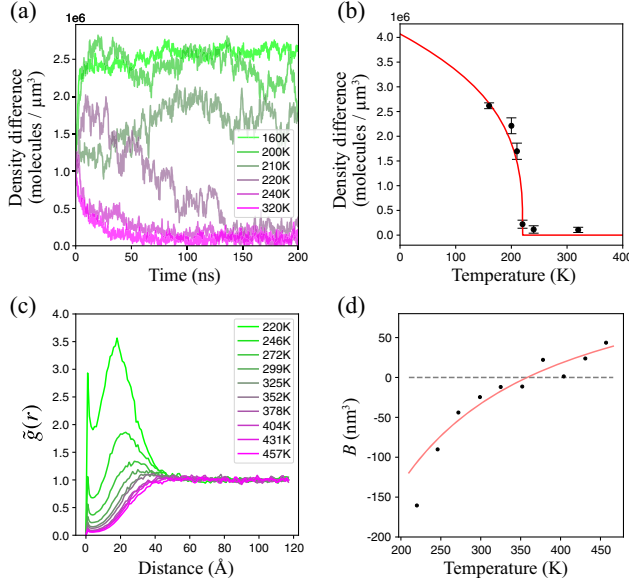 (a)
1e6
Density difference
(molecules / μm³)
2.5
2.0
1.5
1.0
0.5
0.0
160K
200K
210K
220K
240K
320K
0 50 100 150 200
Time (ns)
(b)
1e6
Density difference
(molecules / μm³)
4.0
3.5
3.0
2.5
2.0
1.5
1.0
0.5
0.0
0 100 200 300 400
Temperature (K)
(c)
g̃(r)
4.0
3.5
3.0
2.5
2.0
1.5
1.0
0.5
0.0
220K
246K
272K
299K
325K
352K
378K
404K
431K
457K
0 20 40 60 80 100 120
Distance (Å)
(d)
B (nm³)
50
0
-50
-100
-150
-200
200 250 300 350 400 450
Temperature (K)